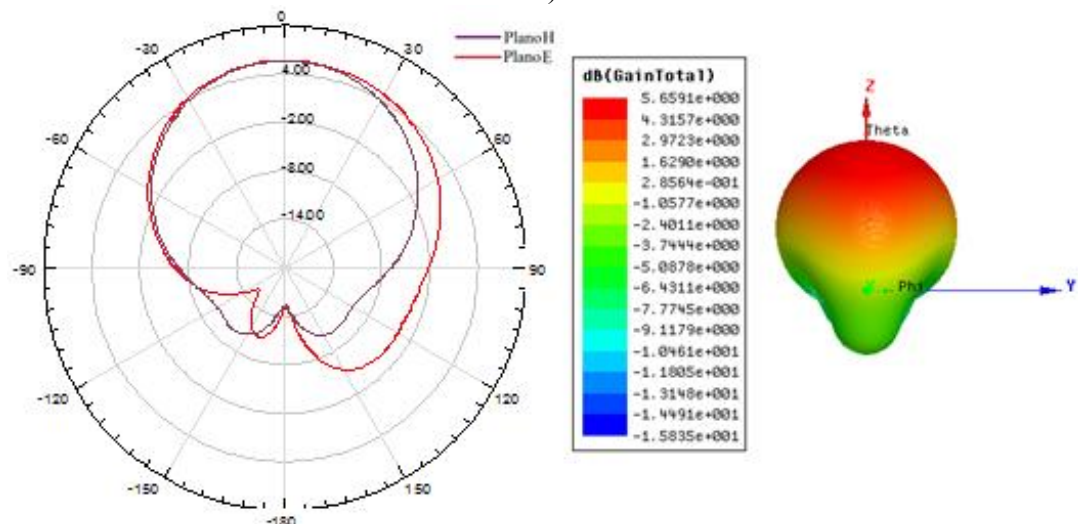 0
-30
30
PlanoH
PlanoE
4.00
-60
60
-2.00
-8.00
-14.00
-90
90
-120
120
-150
150
-180
dB(GainTotal)
5.6591e+000
4.3157e+000
2.9723e+000
1.6290e+000
2.8564e-001
-1.0577e+000
-2.4011e+000
-3.7444e+000
-5.0878e+000
-6.4311e+000
-7.7745e+000
-9.1179e+000
-1.0461e+001
-1.1805e+001
-1.3148e+001
-1.4491e+001
-1.5835e+001
Z
Theta
Phi
Y